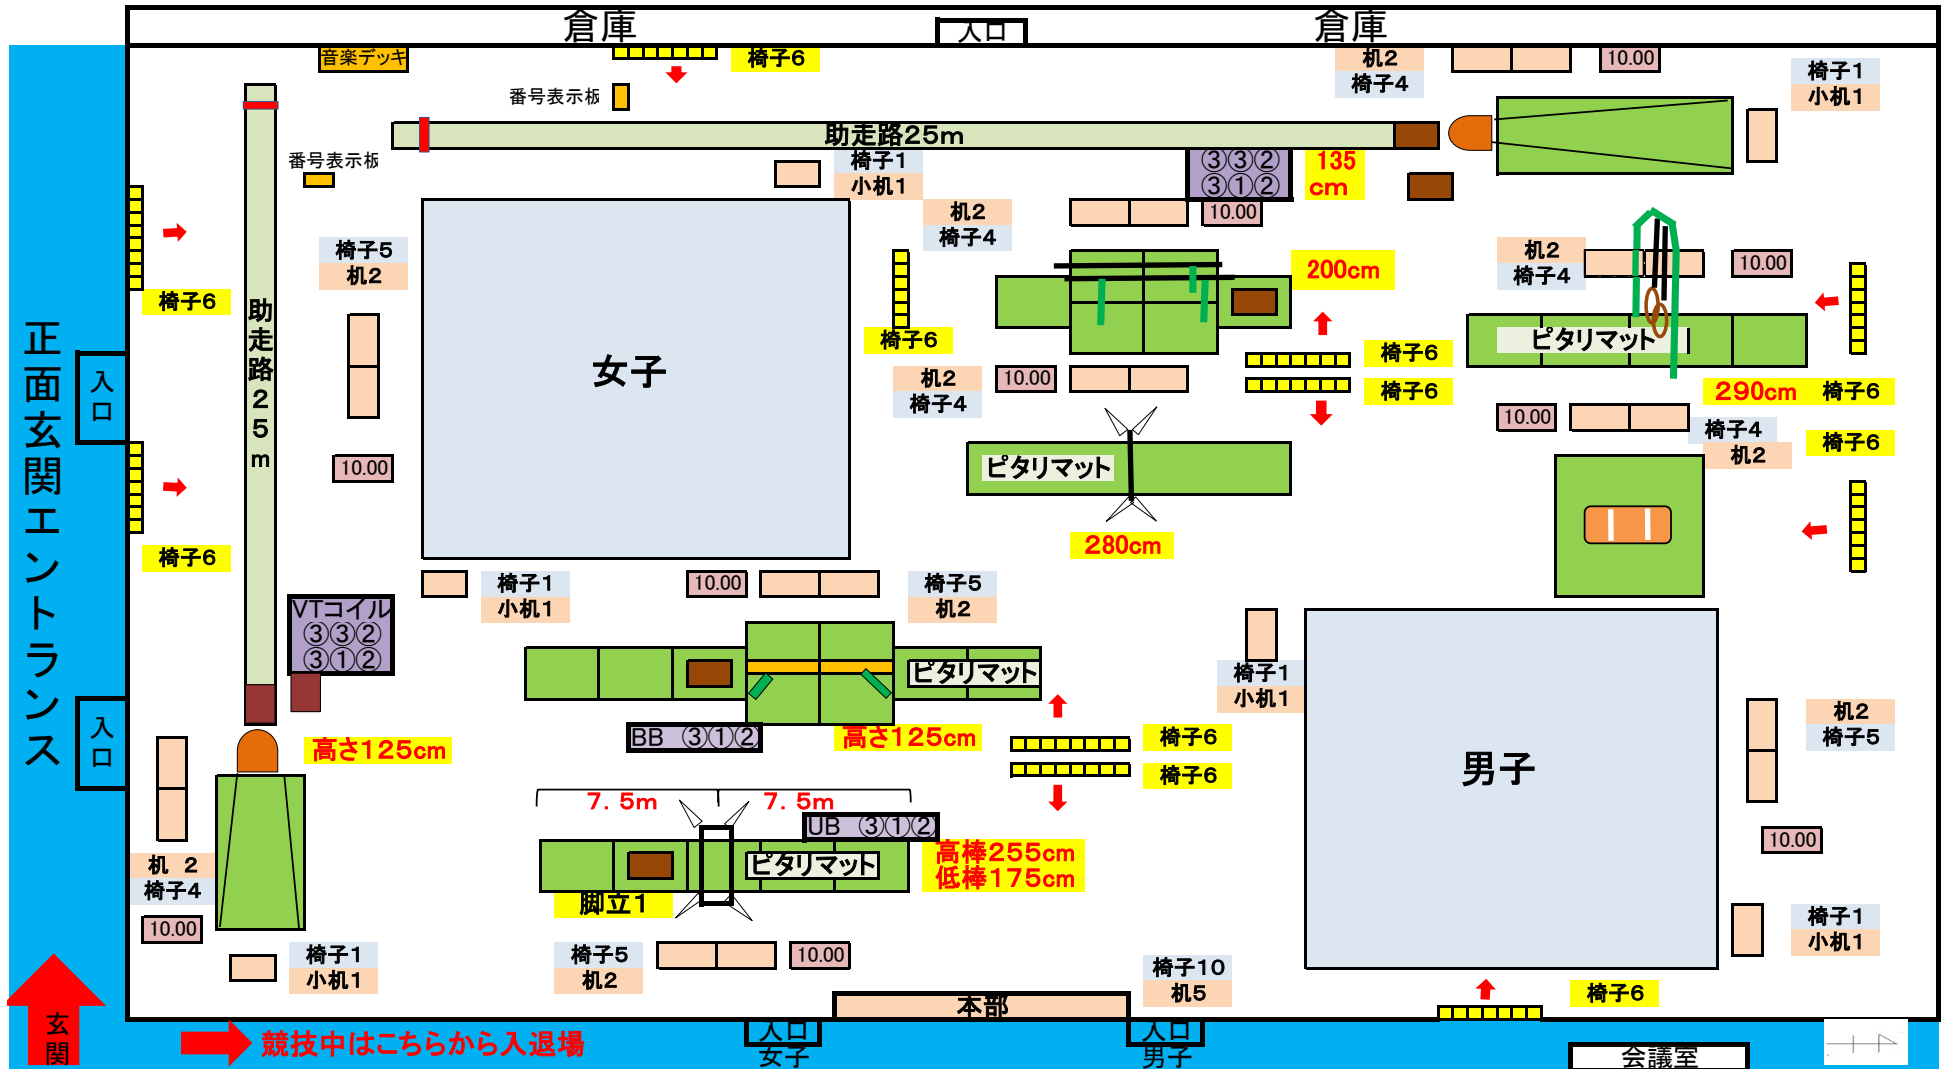 倉庫
入口
倉庫
音楽デッキ
椅子6
机2
椅子4
10.00
椅子1
小机1
番号表示板
助走路25m
番号表示板
椅子1
小机1
③③②
③①②
135
cm
机2
椅子4
10.00
椅子5
机2
200cm
机2
椅子4
10.00
椅子6
助走路25m
椅子6
女子
椅子6
椅子6
ピタリマット
正面玄関エントランス
入口
机2
椅子4
10.00
290cm
椅子6
10.00
椅子4
机2
椅子6
10.00
ピタリマット
280cm
椅子6
椅子1
小机1
10.00
椅子5
机2
VTコイル
③③②
③①②
ピタリマット
椅子1
小机1
入口
高さ125cm
BB ③①②
高さ125cm
椅子6
椅子6
男子
机2
椅子5
7.5m
7.5m
UB ③①②
高棒255cm
低棒175cm
ピタリマット
脚立1
10.00
机 2
椅子4
10.00
椅子1
小机1
椅子5
机2
10.00
椅子10
机5
椅子1
小机1
椅子6
本部
玄関
競技中はこちらから入退場
入口
女子
入口
男子
会議室